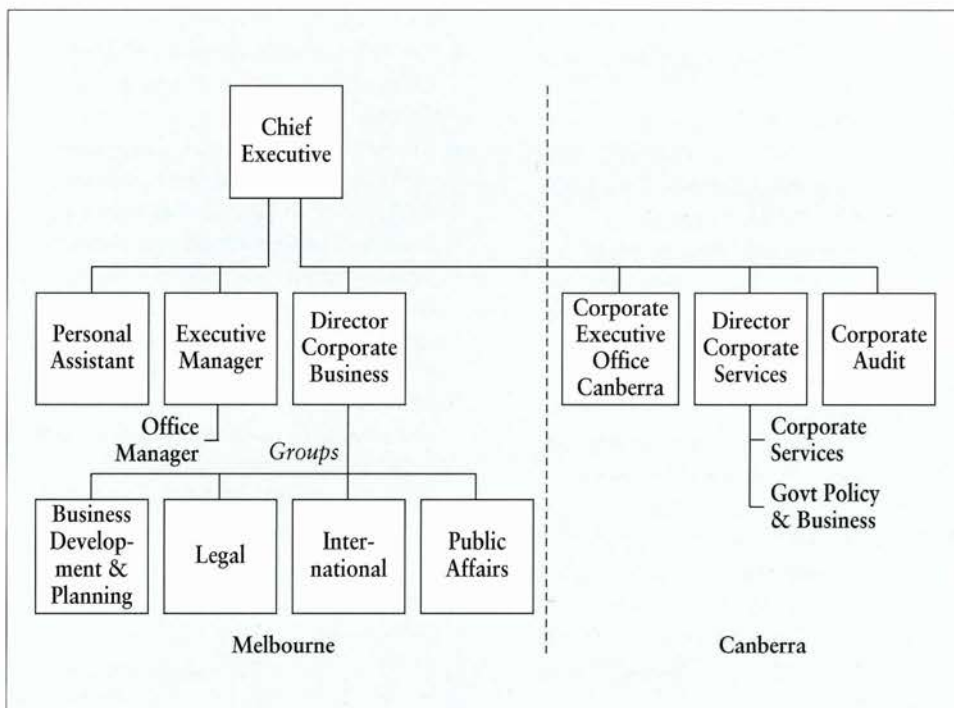 Chief
Executive
Personal
Assistant
Executive
Manager
Director
Corporate
Business
Corporate
Executive
Office
Canberra
Director
Corporate
Services
Corporate
Audit
Office
Manager
Groups
Corporate
Services
Govt Policy
& Business
Business
Develop-
ment &
Planning
Legal
Inter-
national
Public
Affairs
Melbourne
Canberra